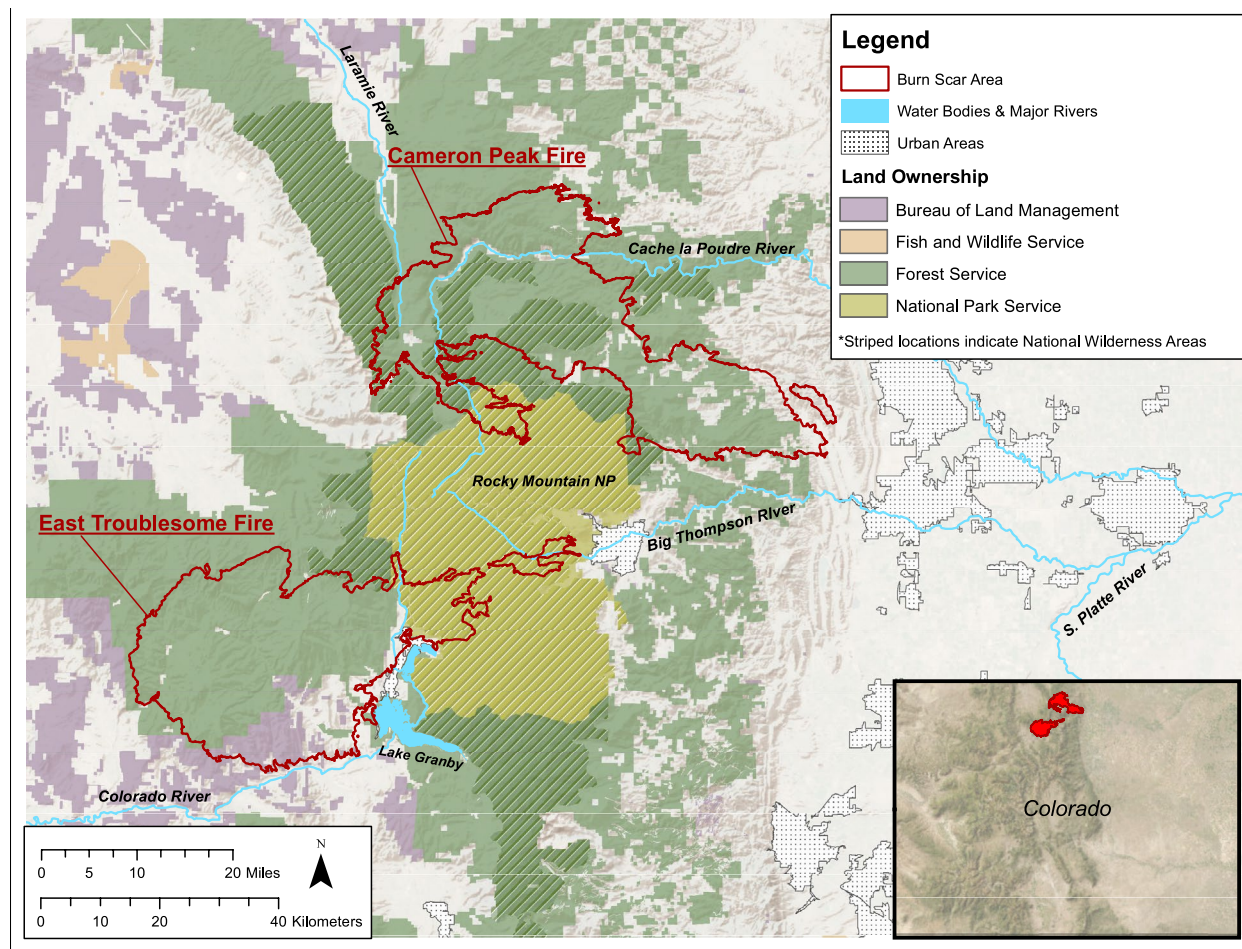 Legend
Burn Scar Area
Water Bodies & Major Rivers
Urban Areas
Land Ownership
Bureau of Land Management
Fish and Wildlife Service
Forest Service
National Park Service
*Striped locations indicate National Wilderness Areas
Laramie River
Cameron Peak Fire
Cache la Poudre River
Rocky Mountain NP
East Troublesome Fire
Big Thompson RIver
S. Platte River
Lake Granby
Colorado River
Colorado
N
0 5 10 20 Miles
0 10 20 40 Kilometers